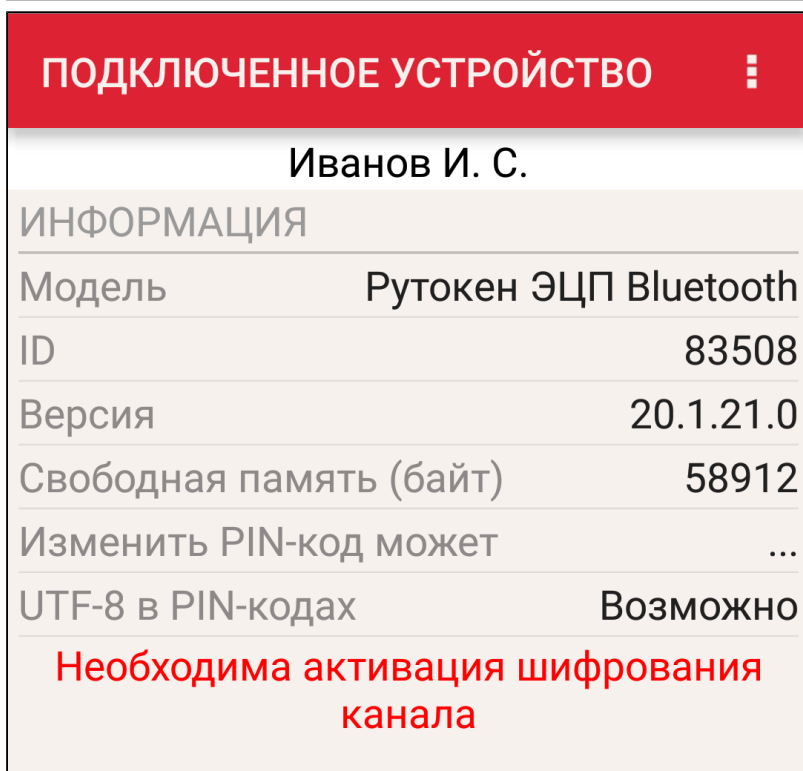 ПОДКЛЮЧЕННОЕ УСТРОЙСТВО
Иванов И. С.
ИНФОРМАЦИЯ
Модель Рутокен ЭЦП Bluetooth
ID 83508
Версия 20.1.21.0
Свободная память (байт) 58912
Изменить PIN-код может ...
UTF-8 в PIN-кодах Возможно
Необходима активация шифрования
канала